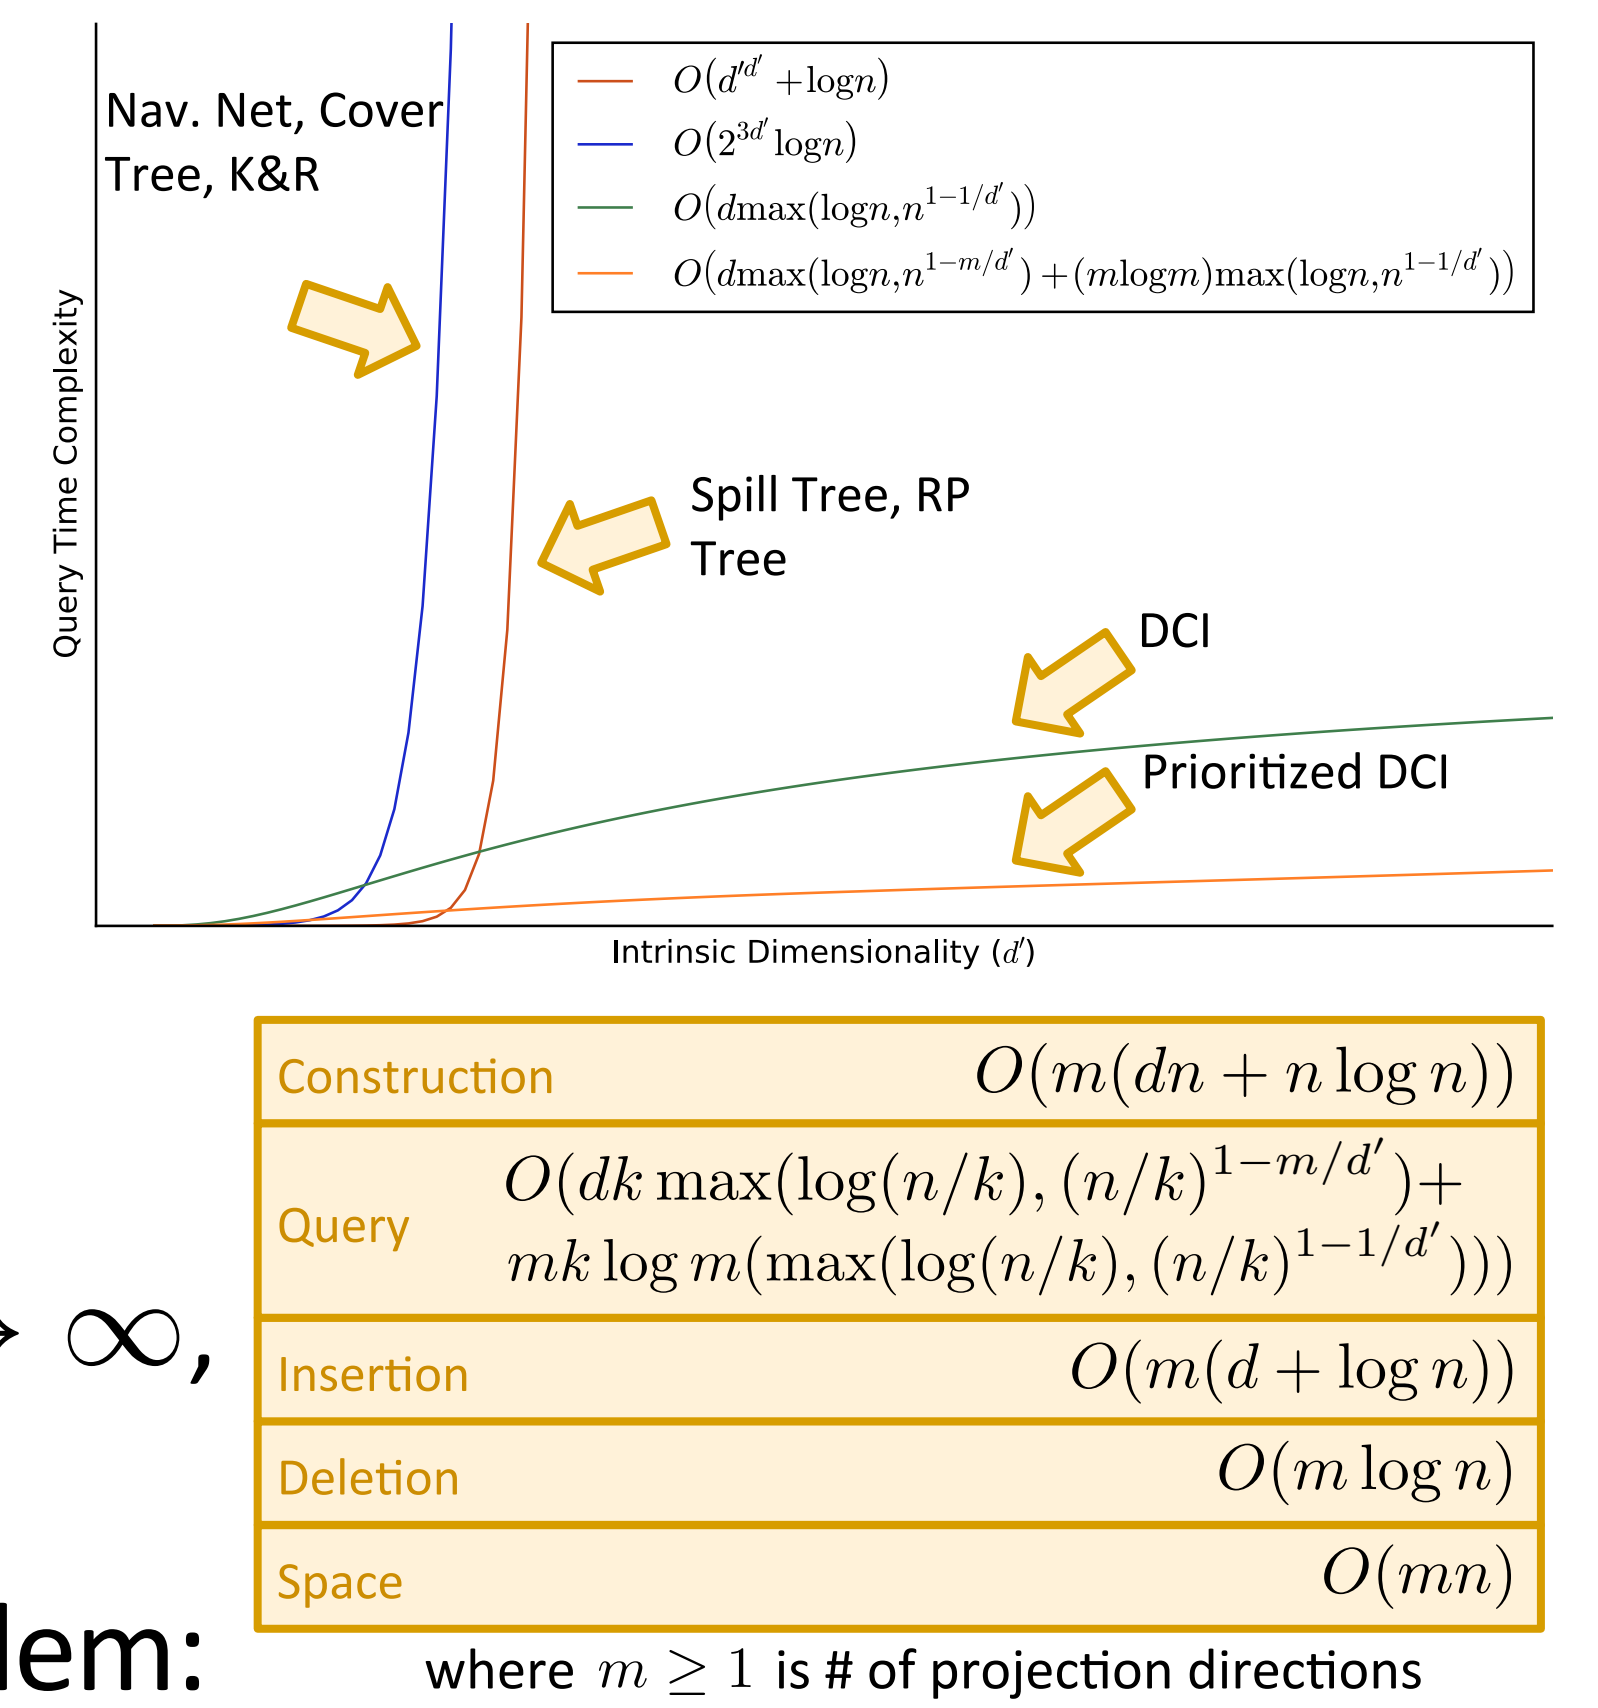 Nav. Net, Cover
Tree, K&R
O(d′^{d′} + log n)
O(2^{3d′} log n)
O(d max(log n, n^{1−1/d′}))
O(d max(log n, n^{1−m/d′}) + (m log m) max(log n, n^{1−1/d′}))
Query Time Complexity
Spill Tree, RP
Tree
DCI
Prioritized DCI
Intrinsic Dimensionality (d′)
Construction O(m(dn + n log n))
Query O(dk max(log(n/k), (n/k)^{1−m/d′})+
mk log m(max(log(n/k), (n/k)^{1−1/d′})))
∞,
Insertion O(m(d + log n))
Deletion O(m log n)
Space O(mn)
lem:
where m ≥ 1 is # of projection directions